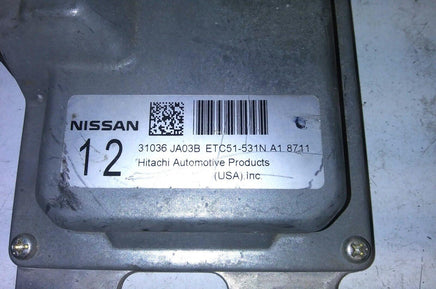 NISSAN
12
31036 JA03B ETC51-531N A1 8711
Hitachi Automotive Products
(USA).Inc.